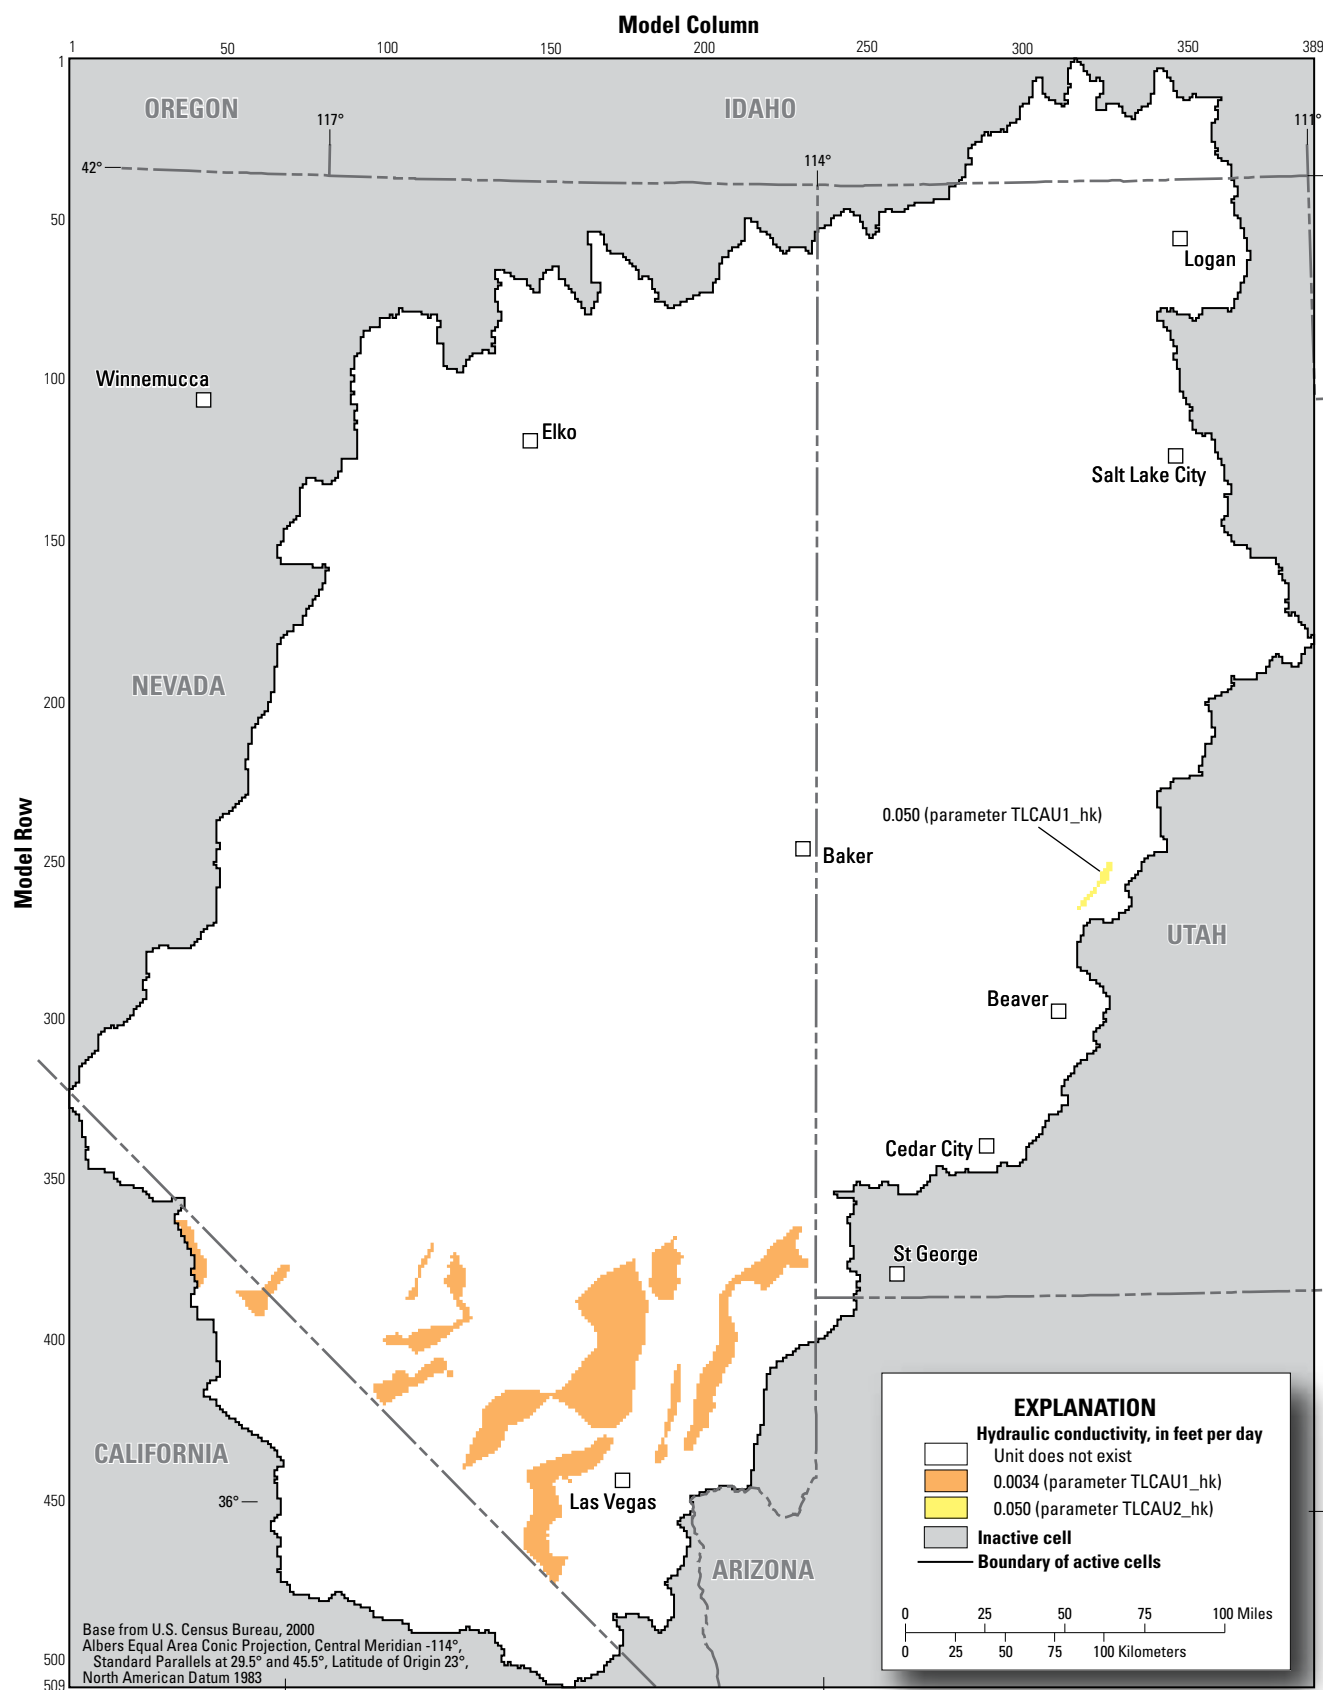 Model Column
1 50 100 150 200 250 300 350 389
1
OREGON
IDAHO
117°
111°
42°
114°
50
Logan
100
Winnemucca
Elko
Salt Lake City
150
NEVADA
200
Model Row
0.050 (parameter TLCAU1_hk)
250
Baker
UTAH
Beaver
300
Cedar City
350
St George
400
CALIFORNIA
36°
450
Las Vegas
ARIZONA
500
509
Base from U.S. Census Bureau, 2000
Albers Equal Area Conic Projection, Central Meridian -114°,
Standard Parallels at 29.5° and 45.5°, Latitude of Origin 23°,
North American Datum 1983
EXPLANATION
Hydraulic conductivity, in feet per day
Unit does not exist
0.0034 (parameter TLCAU1_hk)
0.050 (parameter TLCAU2_hk)
Inactive cell
Boundary of active cells
0 25 50 75 100 Miles
0 25 50 75 100 Kilometers